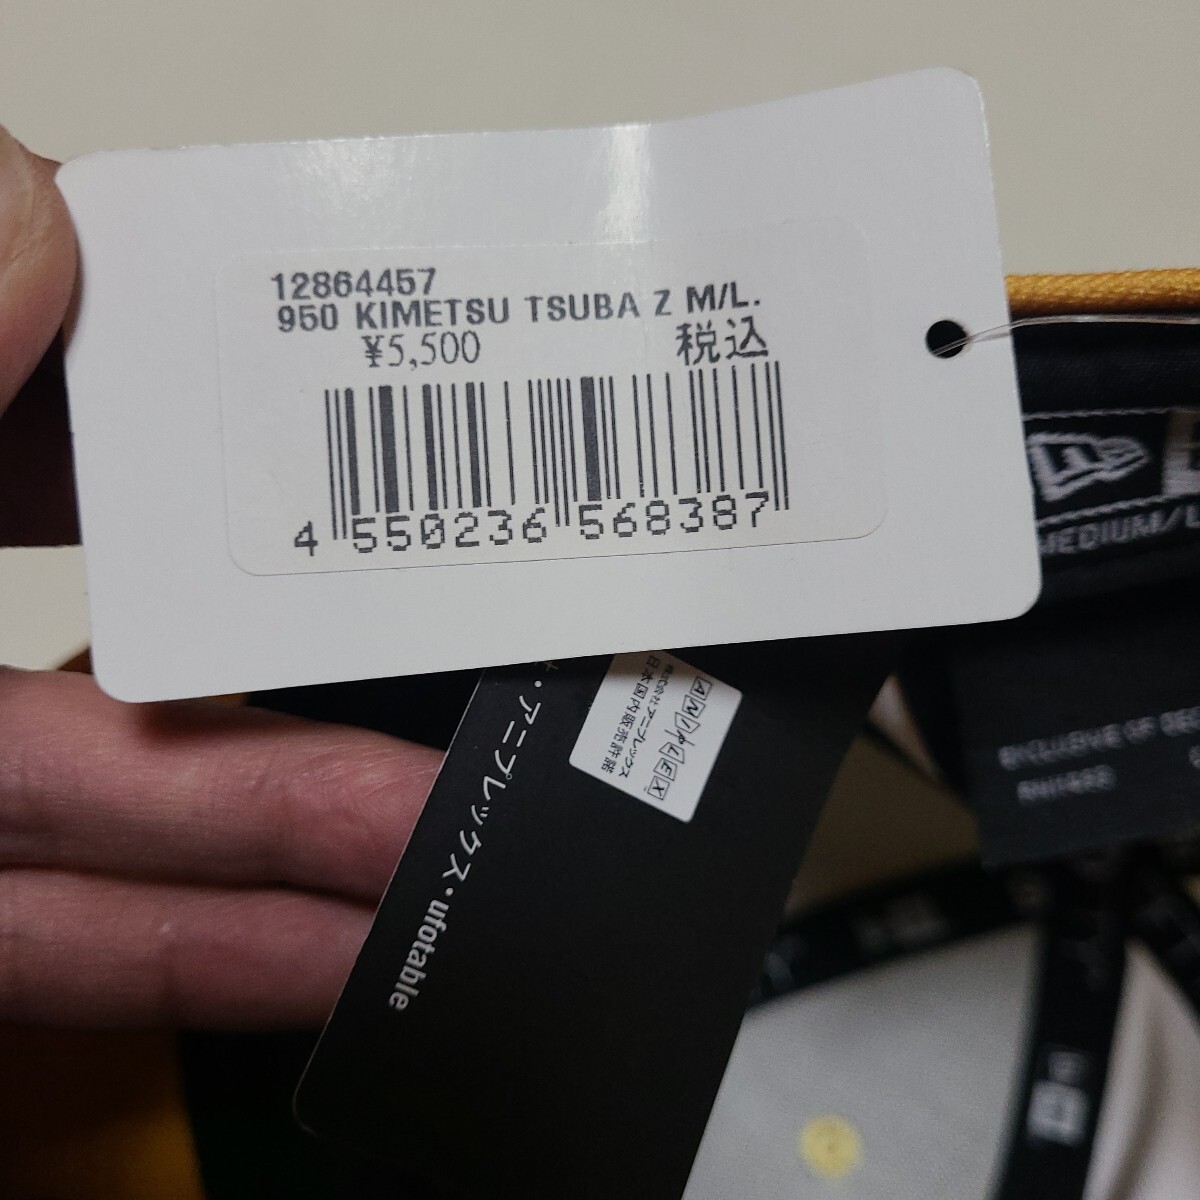 12864457
950 KIMETSU TSUBA Z M/L.
¥5,500 税込
4 550236 568387
MEDIUM/L
・アニプレックス・ufotable
ANIPLEX
株式会社アニプレックス
日本国内販売許諾
OF